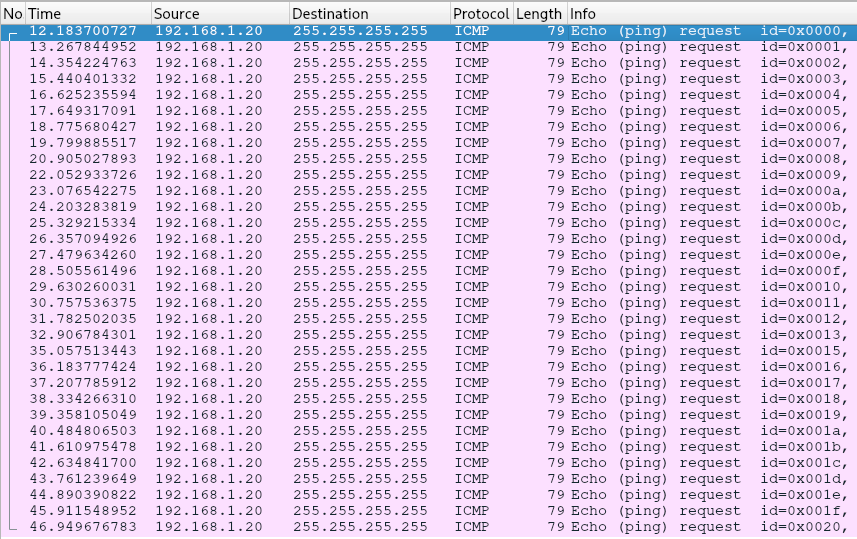 No Time Source Destination Protocol Length Info
12.183700727 192.168.1.20 255.255.255.255 ICMP 79 Echo (ping) request id=0x0000,
13.267844952 192.168.1.20 255.255.255.255 ICMP 79 Echo (ping) request id=0x0001,
14.354224763 192.168.1.20 255.255.255.255 ICMP 79 Echo (ping) request id=0x0002,
15.440401332 192.168.1.20 255.255.255.255 ICMP 79 Echo (ping) request id=0x0003,
16.625235594 192.168.1.20 255.255.255.255 ICMP 79 Echo (ping) request id=0x0004,
17.649317091 192.168.1.20 255.255.255.255 ICMP 79 Echo (ping) request id=0x0005,
18.775680427 192.168.1.20 255.255.255.255 ICMP 79 Echo (ping) request id=0x0006,
19.799885517 192.168.1.20 255.255.255.255 ICMP 79 Echo (ping) request id=0x0007,
20.905027893 192.168.1.20 255.255.255.255 ICMP 79 Echo (ping) request id=0x0008,
22.052933726 192.168.1.20 255.255.255.255 ICMP 79 Echo (ping) request id=0x0009,
23.076542275 192.168.1.20 255.255.255.255 ICMP 79 Echo (ping) request id=0x000a,
24.203283819 192.168.1.20 255.255.255.255 ICMP 79 Echo (ping) request id=0x000b,
25.329215334 192.168.1.20 255.255.255.255 ICMP 79 Echo (ping) request id=0x000c,
26.357094926 192.168.1.20 255.255.255.255 ICMP 79 Echo (ping) request id=0x000d,
27.479634260 192.168.1.20 255.255.255.255 ICMP 79 Echo (ping) request id=0x000e,
28.505561496 192.168.1.20 255.255.255.255 ICMP 79 Echo (ping) request id=0x000f,
29.630260031 192.168.1.20 255.255.255.255 ICMP 79 Echo (ping) request id=0x0010,
30.757536375 192.168.1.20 255.255.255.255 ICMP 79 Echo (ping) request id=0x0011,
31.782502035 192.168.1.20 255.255.255.255 ICMP 79 Echo (ping) request id=0x0012,
32.906784301 192.168.1.20 255.255.255.255 ICMP 79 Echo (ping) request id=0x0013,
35.057513443 192.168.1.20 255.255.255.255 ICMP 79 Echo (ping) request id=0x0015,
36.183777424 192.168.1.20 255.255.255.255 ICMP 79 Echo (ping) request id=0x0016,
37.207785912 192.168.1.20 255.255.255.255 ICMP 79 Echo (ping) request id=0x0017,
38.334266310 192.168.1.20 255.255.255.255 ICMP 79 Echo (ping) request id=0x0018,
39.358105049 192.168.1.20 255.255.255.255 ICMP 79 Echo (ping) request id=0x0019,
40.484806503 192.168.1.20 255.255.255.255 ICMP 79 Echo (ping) request id=0x001a,
41.610975478 192.168.1.20 255.255.255.255 ICMP 79 Echo (ping) request id=0x001b,
42.634841700 192.168.1.20 255.255.255.255 ICMP 79 Echo (ping) request id=0x001c,
43.761239649 192.168.1.20 255.255.255.255 ICMP 79 Echo (ping) request id=0x001d,
44.890390822 192.168.1.20 255.255.255.255 ICMP 79 Echo (ping) request id=0x001e,
45.911548952 192.168.1.20 255.255.255.255 ICMP 79 Echo (ping) request id=0x001f,
46.949676783 192.168.1.20 255.255.255.255 ICMP 79 Echo (ping) request id=0x0020,